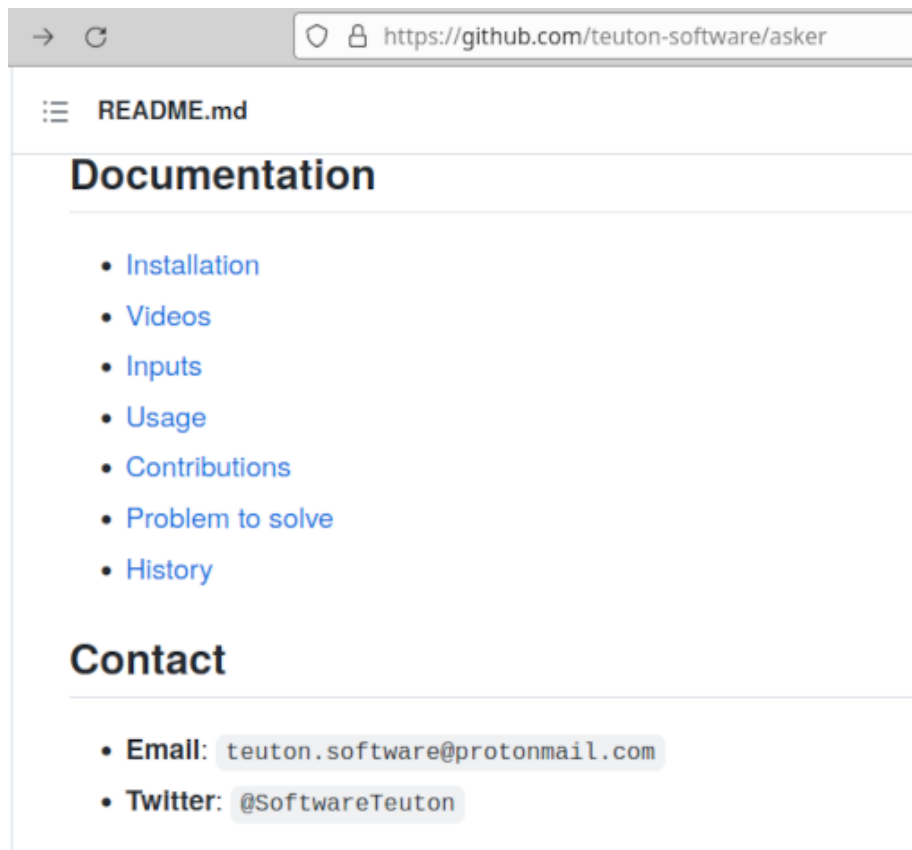 https://github.com/teuton-software/asker
README.md
Documentation
Installation
Videos
Inputs
Usage
Contributions
Problem to solve
History
Contact
Email: teuton.software@protonmail.com
Twitter: @SoftwareTeuton